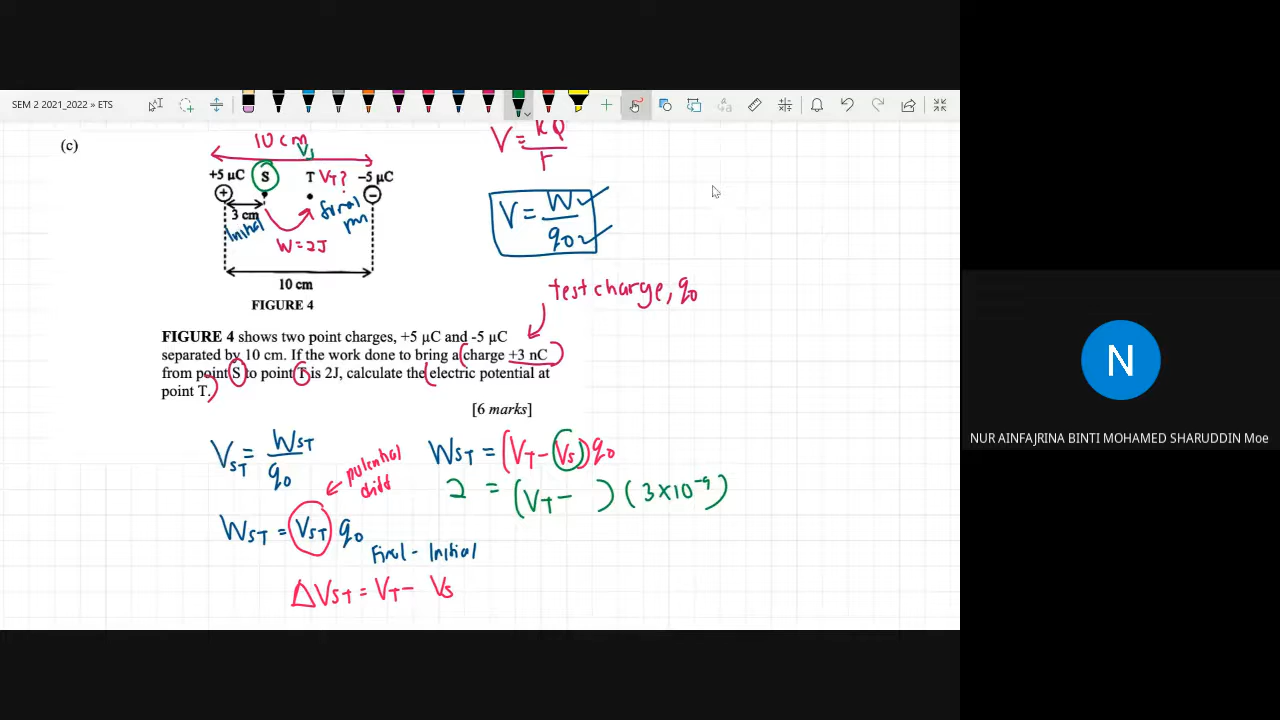 SEM 2 2021_2022 » ETS
(c)
10 cm
+5 µC S T VT? -5 µC
3 cm
Initial
final
W = 2J
10 cm
FIGURE 4
V = kQ
r
V = W
q0
test charge, q0
FIGURE 4 shows two point charges, +5 µC and -5 µC
separated by 10 cm. If the work done to bring a charge +3 nC
from point S to point T is 2J, calculate the electric potential at
point T.
[6 marks]
VST = WST
q0
potential
diff
WST = VST q0
Final - Initial
ΔVST = VT - VS
WST = (VT - VS) q0
2 = (VT - ) (3×10⁻⁹)
N
NUR AINFAJRINA BINTI MOHAMED SHARUDDIN Moe